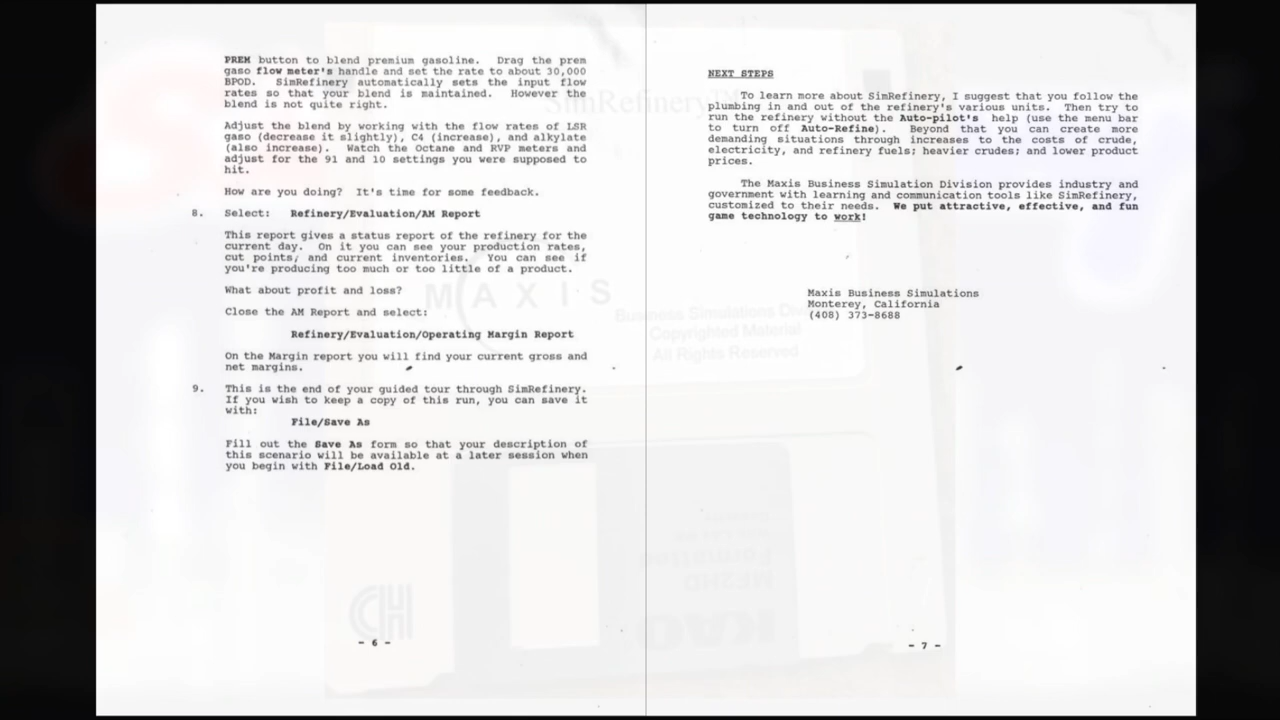 PREM button to blend premium gasoline. Drag the prem
gaso flow meter's handle and set the rate to about 30,000
BPOD. SimRefinery automatically sets the input flow
rates so that your blend is maintained. However the
blend is not quite right.
Adjust the blend by working with the flow rates of LSR
gaso (decrease it slightly), C4 (increase), and alkylate
(also increase). Watch the Octane and RVP meters and
adjust for the 91 and 10 settings you were supposed to
hit.
How are you doing? It's time for some feedback.
8. Select: Refinery/Evaluation/AM Report
This report gives a status report of the refinery for the
current day. On it you can see your production rates,
cut points, and current inventories. You can see if
you're producing too much or too little of a product.
What about profit and loss?
Close the AM Report and select:
Refinery/Evaluation/Operating Margin Report
On the Margin report you will find your current gross and
net margins.
9. This is the end of your guided tour through SimRefinery.
If you wish to keep a copy of this run, you can save it
with:
File/Save As
Fill out the Save As form so that your description of
this scenario will be available at a later session when
you begin with File/Load Old.
- 6 -
NEXT STEPS
To learn more about SimRefinery, I suggest that you follow the
plumbing in and out of the refinery's various units. Then try to
run the refinery without the Auto-pilot's help (use the menu bar
to turn off Auto-Refine). Beyond that you can create more
demanding situations through increases to the costs of crude,
electricity, and refinery fuels; heavier crudes; and lower product
prices.
The Maxis Business Simulation Division provides industry and
government with learning and communication tools like SimRefinery,
customized to their needs. We put attractive, effective, and fun
game technology to work!
Maxis Business Simulations
Monterey, California
(408) 373-8688
- 7 -
SimRefinery™
MAXIS
Business Simulations Div
Copyrighted Material
All Rights Reserved
KAO